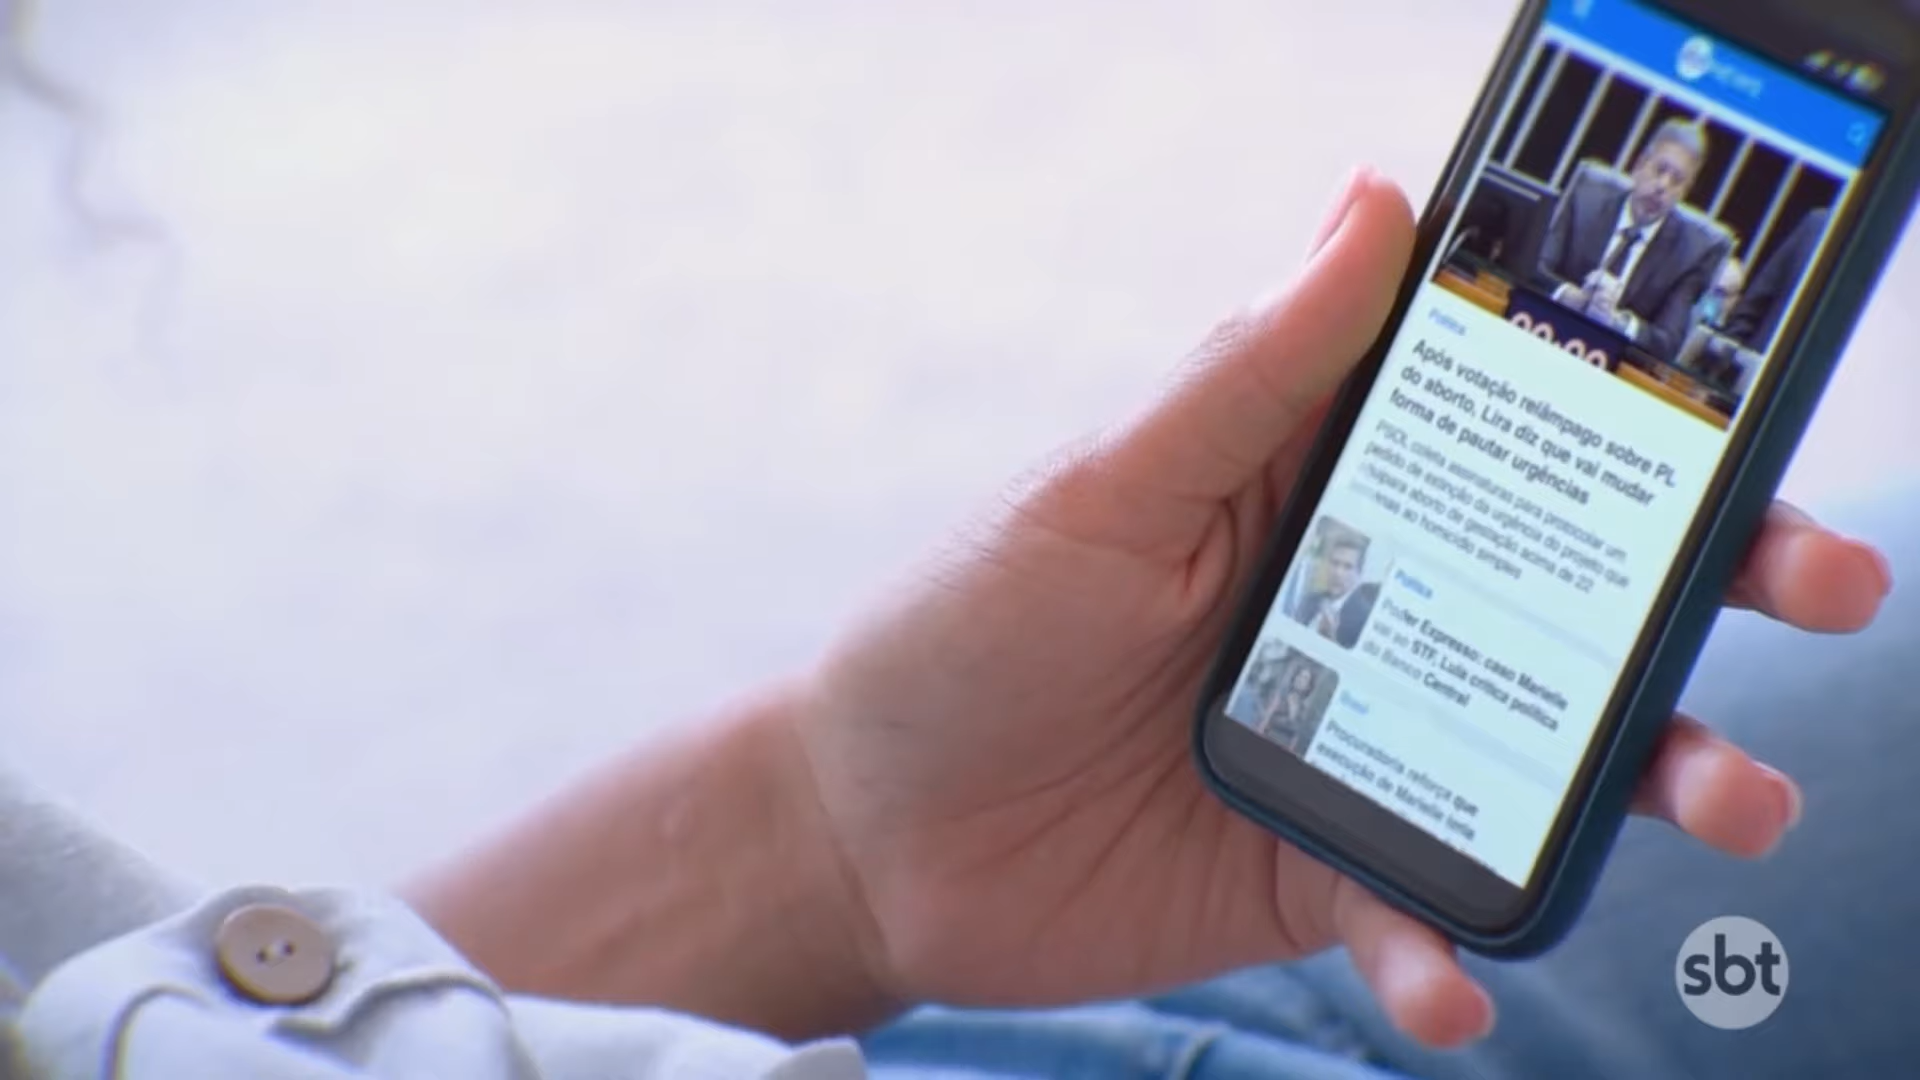 news
00:00
Política
Após votação relâmpago sobre PL
do aborto, Lira diz que vai mudar
forma de pautar urgências
PSOL coleta assinaturas para protocolar um
pedido de extinção da urgência do projeto que
aborto de gestação acima de 22
ao homicídio simples
Política
Poder Expresso: caso Marielle
vai ao STF, Lula critica política
do Banco Central
Brasil
Procuradoria reforça que
execução de Marielle teria
sbt